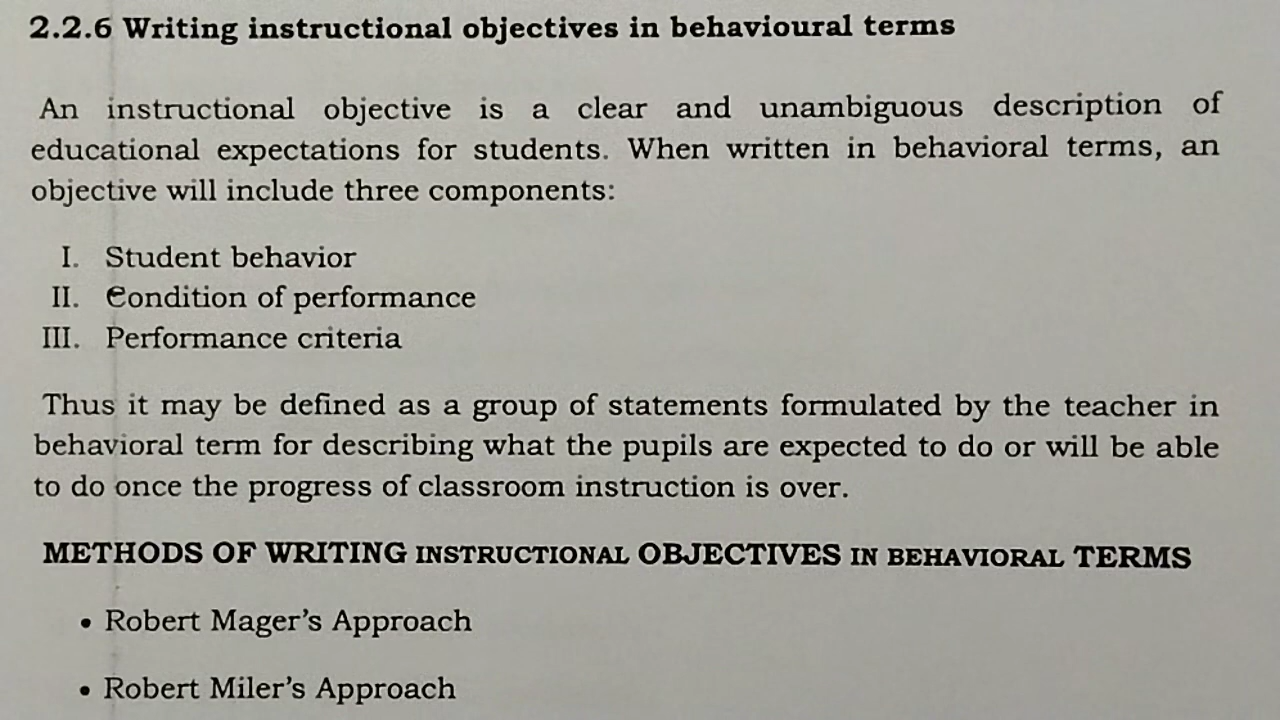 2.2.6 Writing instructional objectives in behavioural terms
An instructional objective is a clear and unambiguous description of
educational expectations for students. When written in behavioral terms, an
objective will include three components:
I. Student behavior
II. Condition of performance
III. Performance criteria
Thus it may be defined as a group of statements formulated by the teacher in
behavioral term for describing what the pupils are expected to do or will be able
to do once the progress of classroom instruction is over.
METHODS OF WRITING INSTRUCTIONAL OBJECTIVES IN BEHAVIORAL TERMS
• Robert Mager's Approach
• Robert Miler's Approach